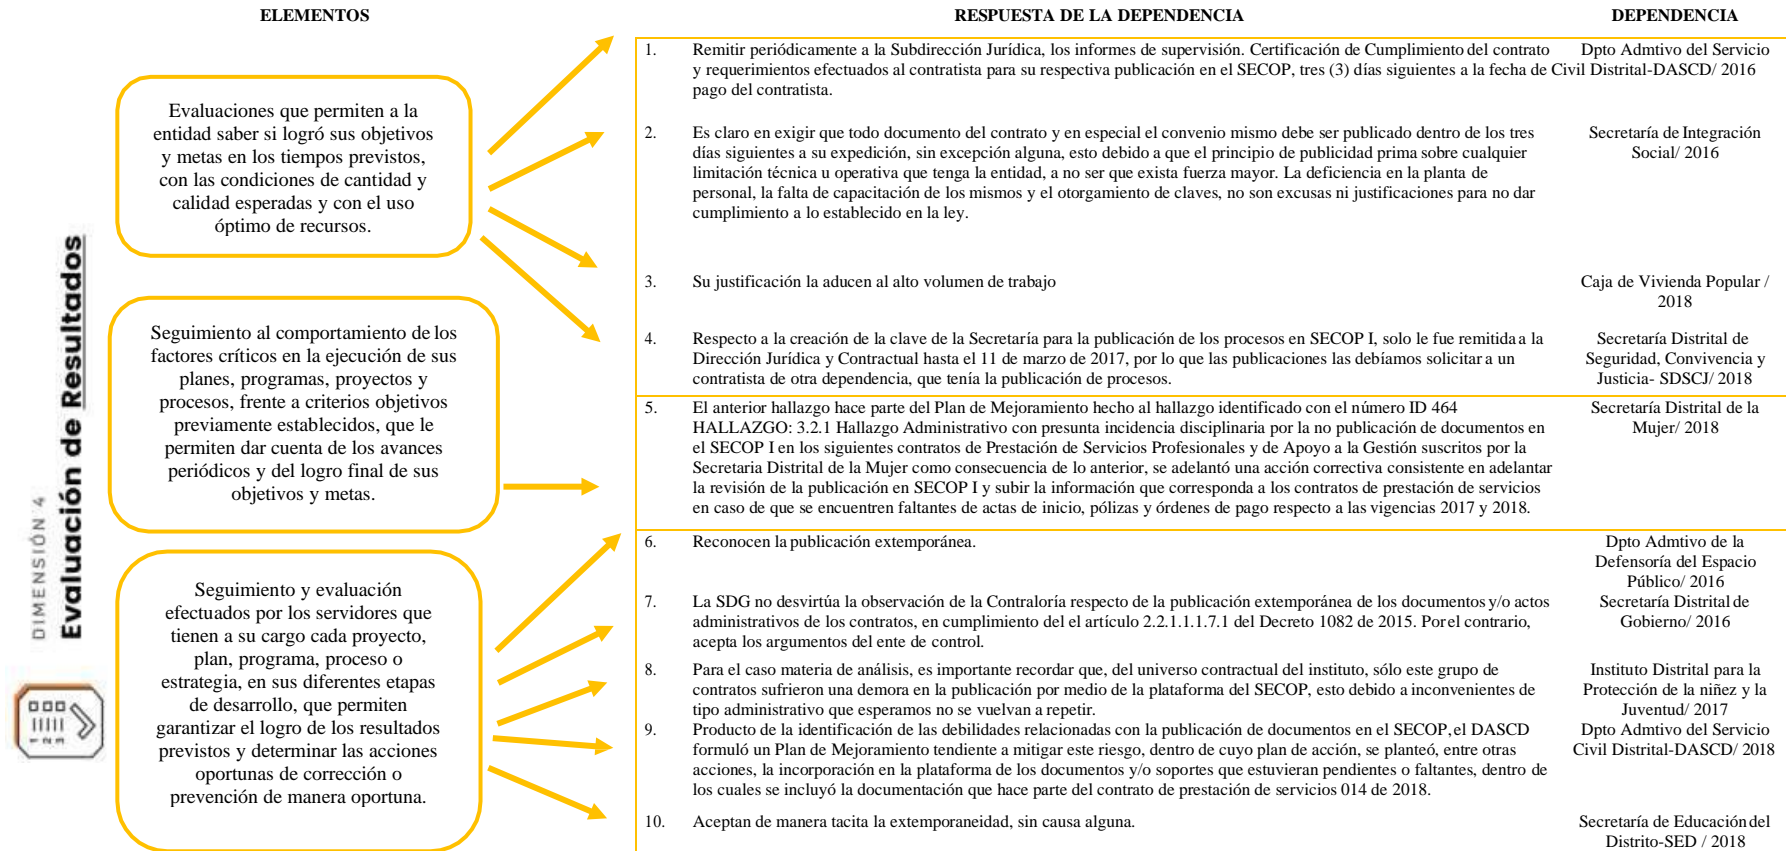 ELEMENTOS
RESPUESTA DE LA DEPENDENCIA
DEPENDENCIA
DIMENSIÓN 4
Evaluación de Resultados
Evaluaciones que permiten a la
entidad saber si logró sus objetivos
y metas en los tiempos previstos,
con las condiciones de cantidad y
calidad esperadas y con el uso
óptimo de recursos.
Seguimiento al comportamiento de los
factores críticos en la ejecución de sus
planes, programas, proyectos y
procesos, frente a criterios objetivos
previamente establecidos, que le
permiten dar cuenta de los avances
periódicos y del logro final de sus
objetivos y metas.
Seguimiento y evaluación
efectuados por los servidores que
tienen a su cargo cada proyecto,
plan, programa, proceso o
estrategia, en sus diferentes etapas
de desarrollo, que permiten
garantizar el logro de los resultados
previstos y determinar las acciones
oportunas de corrección o
prevención de manera oportuna.
1. Remitir periódicamente a la Subdirección Jurídica, los informes de supervisión. Certificación de Cumplimiento del contrato
y requerimientos efectuados al contratista para su respectiva publicación en el SECOP, tres (3) días siguientes a la fecha de
pago del contratista.
Dpto Admtivo del Servicio
Civil Distrital-DASCD/ 2016
2. Es claro en exigir que todo documento del contrato y en especial el convenio mismo debe ser publicado dentro de los tres
días siguientes a su expedición, sin excepción alguna, esto debido a que el principio de publicidad prima sobre cualquier
limitación técnica u operativa que tenga la entidad, a no ser que exista fuerza mayor. La deficiencia en la planta de
personal, la falta de capacitación de los mismos y el otorgamiento de claves, no son excusas ni justificaciones para no dar
cumplimiento a lo establecido en la ley.
Secretaría de Integración
Social/ 2016
3. Su justificación la aducen al alto volumen de trabajo
Caja de Vivienda Popular /
2018
4. Respecto a la creación de la clave de la Secretaría para la publicación de los procesos en SECOP I, solo le fue remitida a la
Dirección Jurídica y Contractual hasta el 11 de marzo de 2017, por lo que las publicaciones las debíamos solicitar a un
contratista de otra dependencia, que tenía la publicación de procesos.
Secretaría Distrital de
Seguridad, Convivencia y
Justicia- SDSCJ/ 2018
5. El anterior hallazgo hace parte del Plan de Mejoramiento hecho al hallazgo identificado con el número ID 464
HALLAZGO: 3.2.1 Hallazgo Administrativo con presunta incidencia disciplinaria por la no publicación de documentos en
el SECOP I en los siguientes contratos de Prestación de Servicios Profesionales y de Apoyo a la Gestión suscritos por la
Secretaria Distrital de la Mujer como consecuencia de lo anterior, se adelantó una acción correctiva consistente en adelantar
la revisión de la publicación en SECOP I y subir la información que corresponda a los contratos de prestación de servicios
en caso de que se encuentren faltantes de actas de inicio, pólizas y órdenes de pago respecto a las vigencias 2017 y 2018.
Secretaría Distrital de la
Mujer/ 2018
6. Reconocen la publicación extemporánea.
Dpto Admtivo de la
Defensoría del Espacio
Público/ 2016
7. La SDG no desvirtúa la observación de la Contraloría respecto de la publicación extemporánea de los documentos y/o actos
administrativos de los contratos, en cumplimiento del el artículo 2.2.1.1.1.7.1 del Decreto 1082 de 2015. Por el contrario,
acepta los argumentos del ente de control.
Secretaría Distrital de
Gobierno/ 2016
8. Para el caso materia de análisis, es importante recordar que, del universo contractual del instituto, sólo este grupo de
contratos sufrieron una demora en la publicación por medio de la plataforma del SECOP, esto debido a inconvenientes de
tipo administrativo que esperamos no se vuelvan a repetir.
Instituto Distrital para la
Protección de la niñez y la
Juventud/ 2017
9. Producto de la identificación de las debilidades relacionadas con la publicación de documentos en el SECOP, el DASCD
formuló un Plan de Mejoramiento tendiente a mitigar este riesgo, dentro de cuyo plan de acción, se planteó, entre otras
acciones, la incorporación en la plataforma de los documentos y/o soportes que estuvieran pendientes o faltantes, dentro de
los cuales se incluyó la documentación que hace parte del contrato de prestación de servicios 014 de 2018.
Dpto Admtivo del Servicio
Civil Distrital-DASCD/ 2018
10. Aceptan de manera tacita la extemporaneidad, sin causa alguna.
Secretaría de Educación del
Distrito-SED / 2018